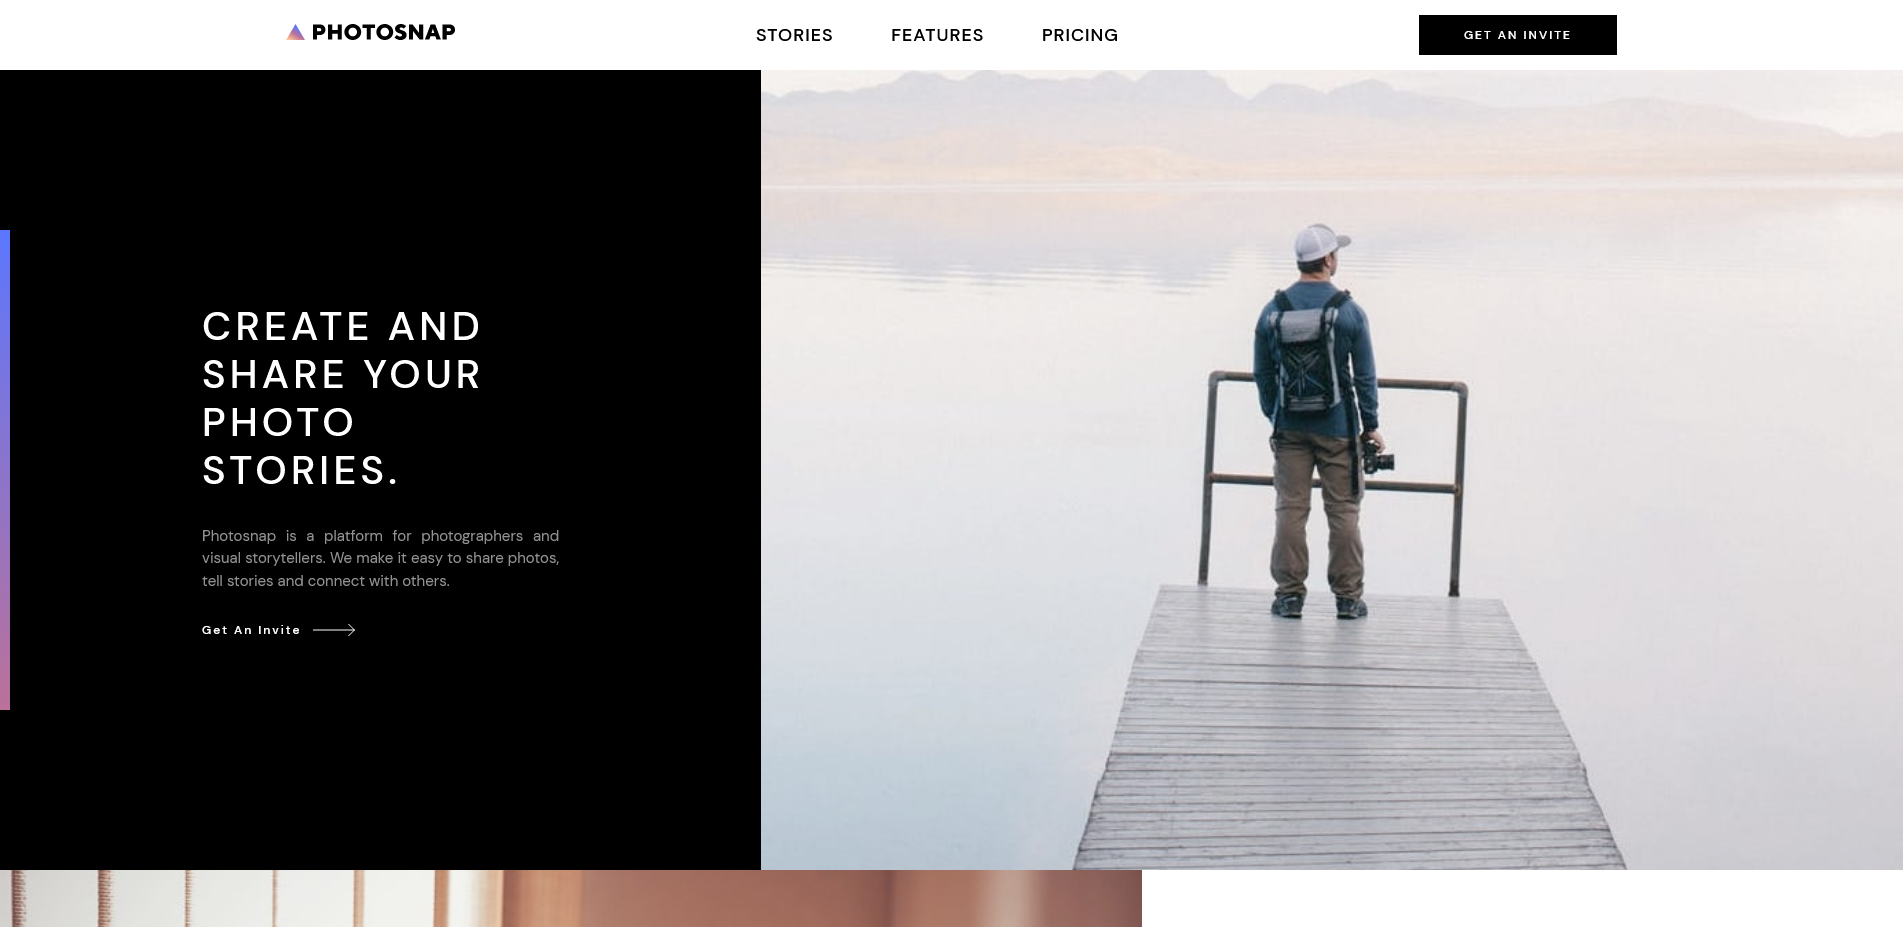 PHOTOSNAP
STORIES
FEATURES
PRICING
GET AN INVITE
CREATE AND
SHARE YOUR
PHOTO
STORIES.
Photosnap is a platform for photographers and
visual storytellers. We make it easy to share photos,
tell stories and connect with others.
Get An Invite